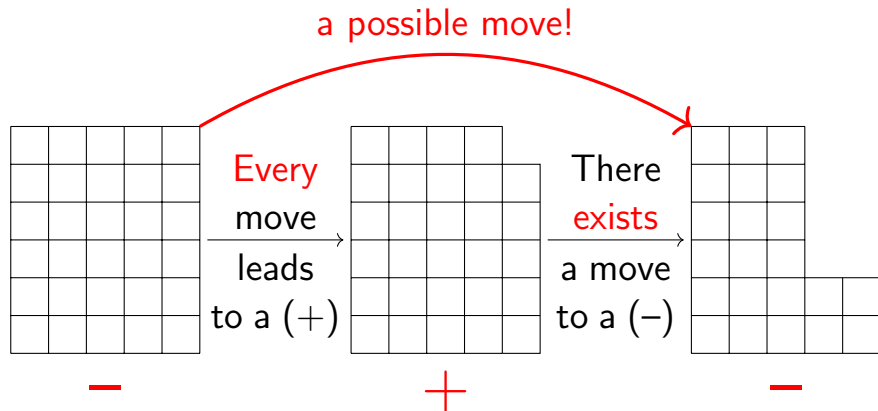 a possible move!
Every
move
leads
to a (+)
There
exists
a move
to a (–)
– + –